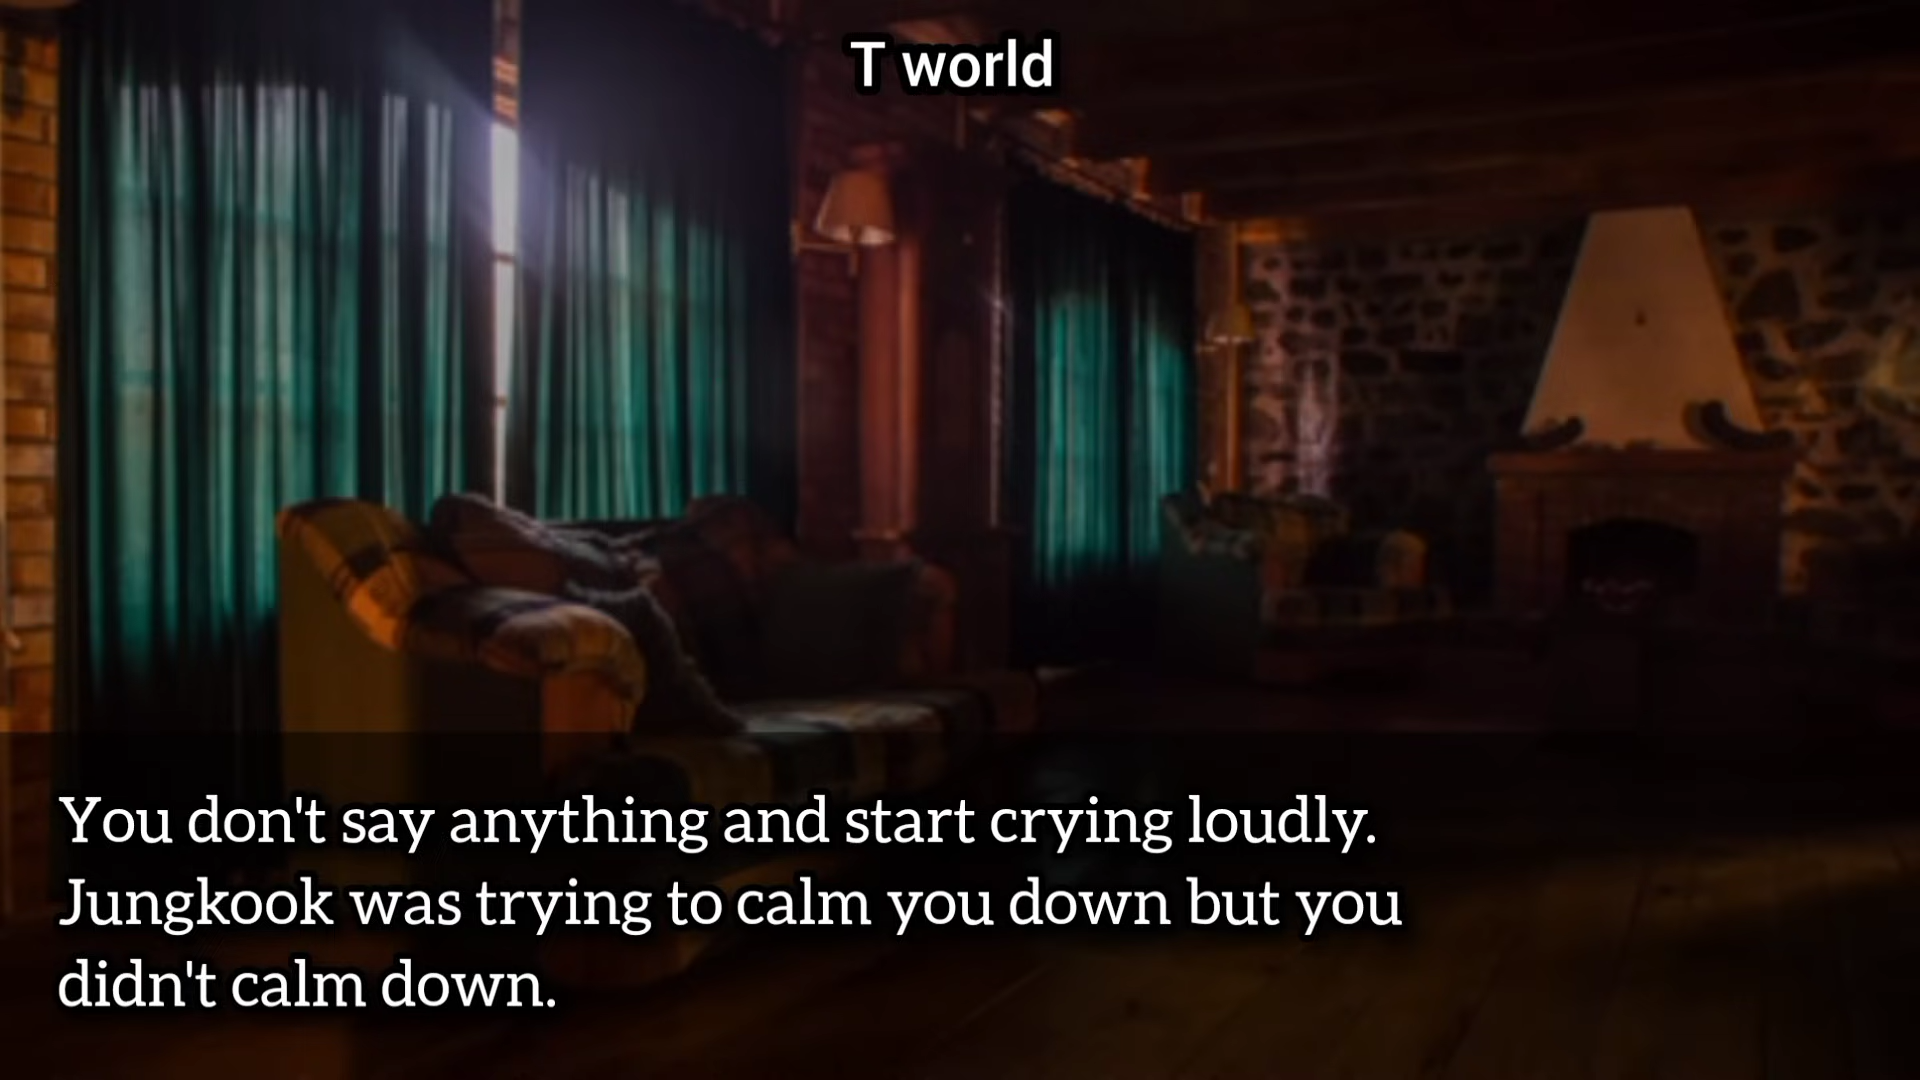 T world
You don't say anything and start crying loudly.
Jungkook was trying to calm you down but you
didn't calm down.